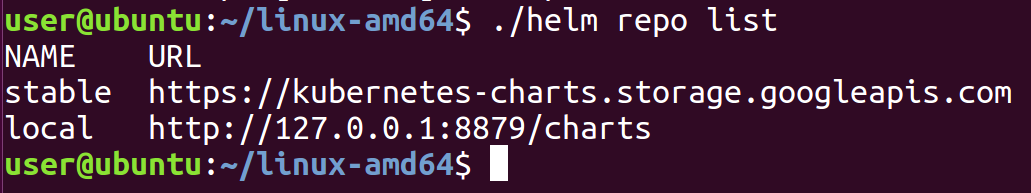 user@ubuntu:~/linux-amd64$ ./helm repo list
NAME    URL
stable  https://kubernetes-charts.storage.googleapis.com
local   http://127.0.0.1:8879/charts
user@ubuntu:~/linux-amd64$